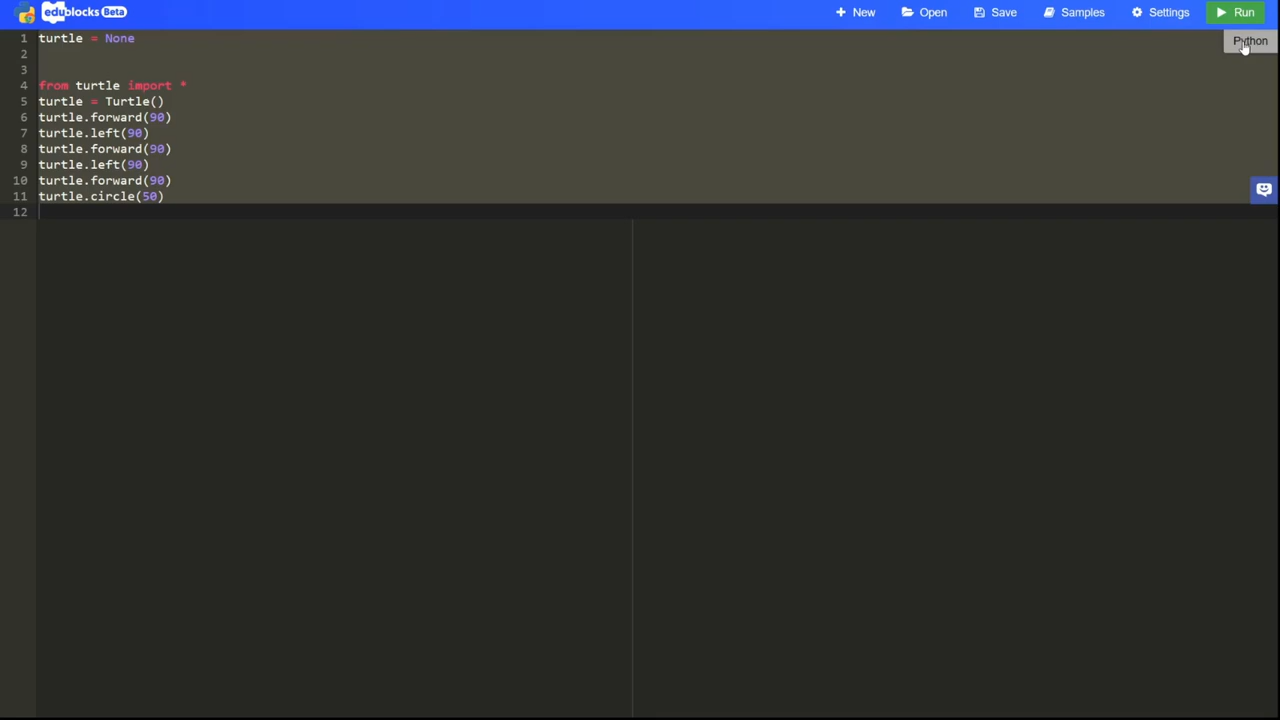 edublocks Beta
New
Open
Save
Samples
Settings
Run
Python
1 turtle = None
2
3
4 from turtle import *
5 turtle = Turtle()
6 turtle.forward(90)
7 turtle.left(90)
8 turtle.forward(90)
9 turtle.left(90)
10 turtle.forward(90)
11 turtle.circle(50)
12